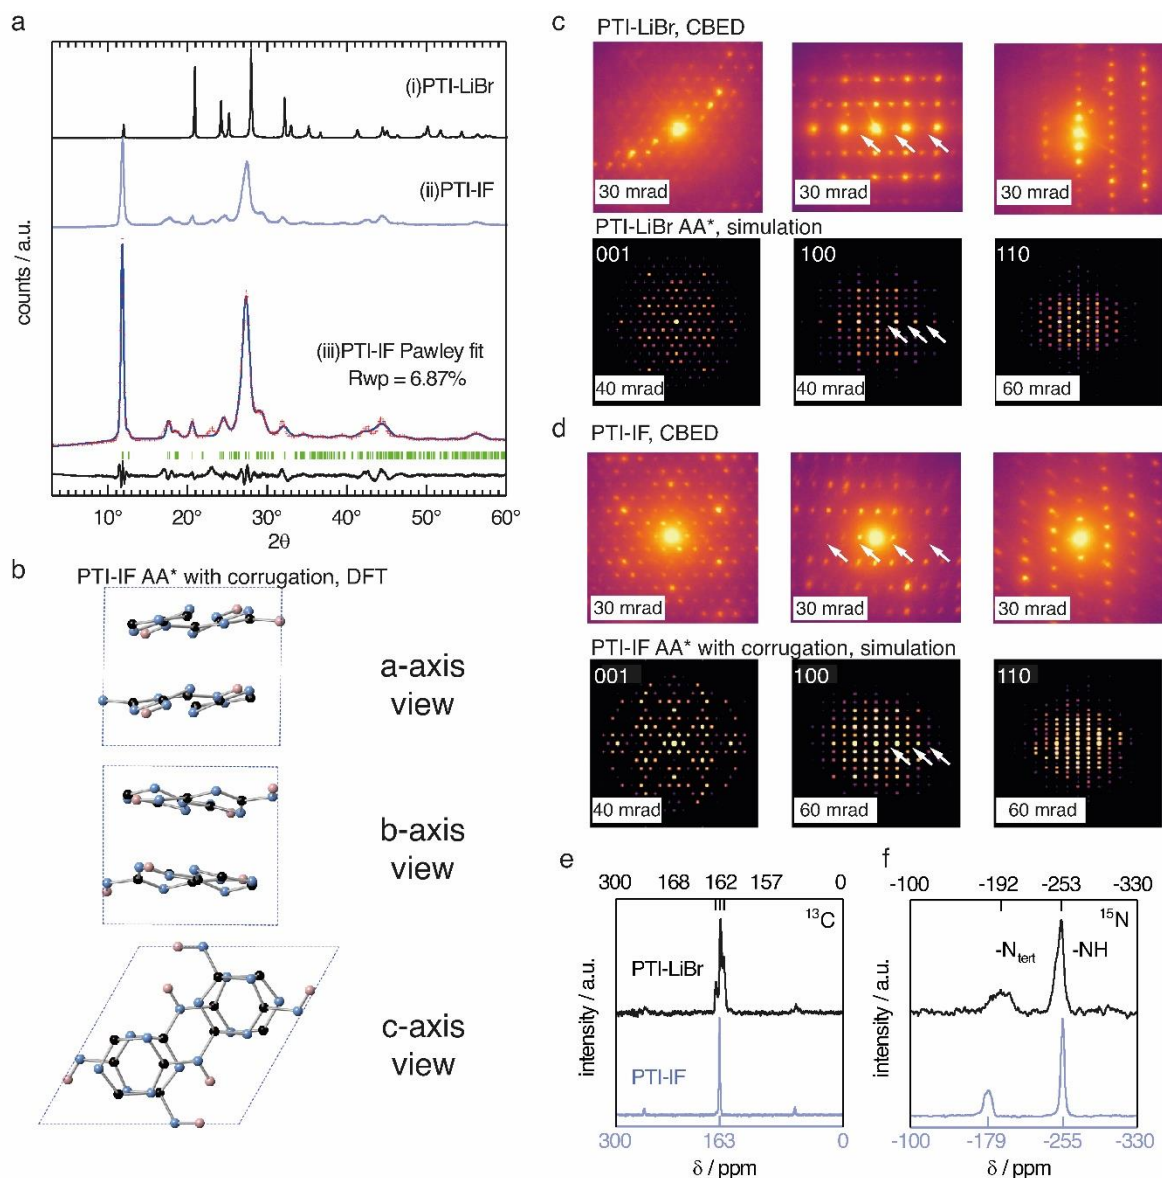 a
(i)PTI-LiBr
(ii)PTI-IF
(iii)PTI-IF Pawley fit
Rwp = 6.87%
counts / a.u.
10° 20° 30° 40° 50° 60°
2θ
b
PTI-IF AA* with corrugation, DFT
a-axis
view
b-axis
view
c-axis
view
c
PTI-LiBr, CBED
30 mrad
30 mrad
30 mrad
PTI-LiBr AA*, simulation
001
100
110
40 mrad
40 mrad
60 mrad
d
PTI-IF, CBED
30 mrad
30 mrad
30 mrad
PTI-IF AA* with corrugation, simulation
001
100
110
40 mrad
60 mrad
60 mrad
e
300 168 162 157 0
13C
PTI-LiBr
PTI-IF
intensity / a.u.
300 163 0
δ / ppm
f
-100 -192 -253 -330
15N
-Ntert
-NH
intensity / a.u.
-100 -179 -255 -330
δ / ppm